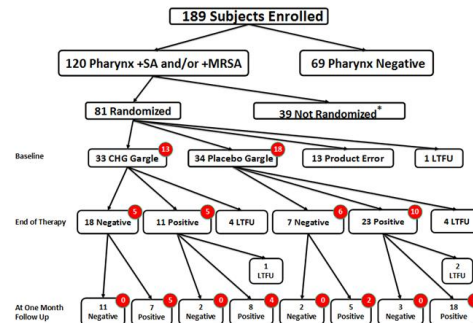 189 Subjects Enrolled
120 Pharynx +SA and/or +MRSA
69 Pharynx Negative
81 Randomized
39 Not Randomized*
Baseline
33 CHG Gargle
13
34 Placebo Gargle
18
13 Product Error
1 LTFU
End of Therapy
18 Negative
5
11 Positive
5
4 LTFU
7 Negative
6
23 Positive
10
4 LTFU
1
LTFU
2
LTFU
At One Month
Follow Up
11
Negative
0
7
Positive
5
2
Negative
0
8
Positive
4
2
Negative
0
5
Positive
2
3
Negative
0
18
Positive